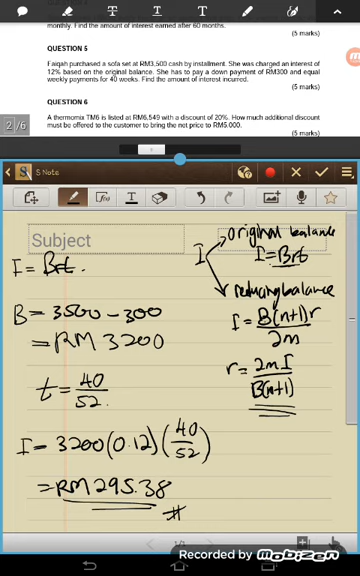 monthly. Find the amount of interest earned after 60 months.
(5 marks)
QUESTION 5
Faiqah purchased a sofa set at RM3,500 cash by installment. She was charged an interest of
12% based on the original balance. She has to pay a down payment of RM300 and equal
weekly payments for 40 weeks. Find the amount of interest incurred.
(5 marks)
QUESTION 6
A thermomix TM6 is listed at RM6,549 with a discount of 20%. How much additional discount
must be offered to the customer to bring the net price to RM5,000.
(5 marks)
2 / 6
S Note
Subject
I = Brt.
B = 3500 - 300
= RM 3200
t = 40/52.
I = 3200 (0.12) (40/52)
= RM 295.38
#
I
original balance
I = Brt
reducing balance
I = B(n+1)r / 2m
r = 2mI / B(n+1)
Recorded by Mobizen